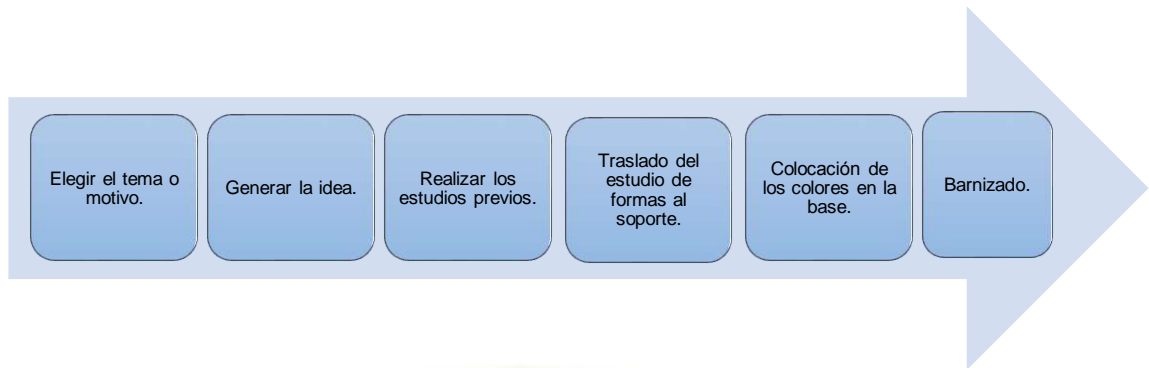 Elegir el tema o
motivo.
Generar la idea.
Realizar los
estudios previos.
Traslado del
estudio de
formas al
soporte.
Colocación de
los colores en la
base.
Barnizado.